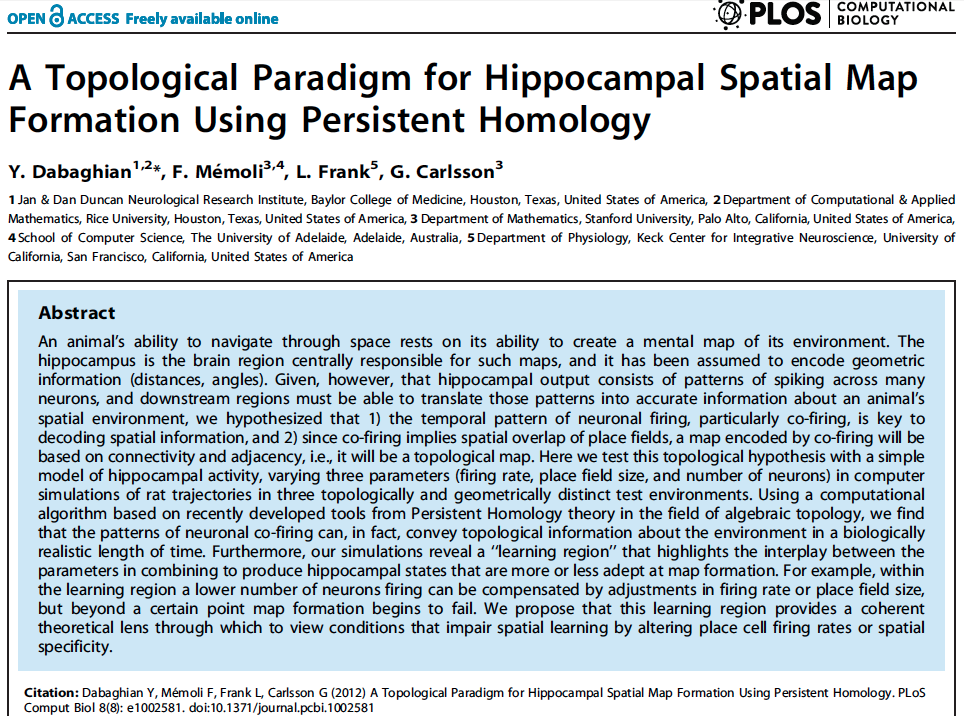 OPEN ACCESS Freely available online
PLOS COMPUTATIONAL BIOLOGY
A Topological Paradigm for Hippocampal Spatial Map
Formation Using Persistent Homology
Y. Dabaghian1,2*, F. Mémoli3,4, L. Frank5, G. Carlsson3
1 Jan & Dan Duncan Neurological Research Institute, Baylor College of Medicine, Houston, Texas, United States of America, 2 Department of Computational & Applied
Mathematics, Rice University, Houston, Texas, United States of America, 3 Department of Mathematics, Stanford University, Palo Alto, California, United States of America,
4 School of Computer Science, The University of Adelaide, Adelaide, Australia, 5 Department of Physiology, Keck Center for Integrative Neuroscience, University of
California, San Francisco, California, United States of America
Abstract
An animal's ability to navigate through space rests on its ability to create a mental map of its environment. The
hippocampus is the brain region centrally responsible for such maps, and it has been assumed to encode geometric
information (distances, angles). Given, however, that hippocampal output consists of patterns of spiking across many
neurons, and downstream regions must be able to translate those patterns into accurate information about an animal's
spatial environment, we hypothesized that 1) the temporal pattern of neuronal firing, particularly co-firing, is key to
decoding spatial information, and 2) since co-firing implies spatial overlap of place fields, a map encoded by co-firing will be
based on connectivity and adjacency, i.e., it will be a topological map. Here we test this topological hypothesis with a simple
model of hippocampal activity, varying three parameters (firing rate, place field size, and number of neurons) in computer
simulations of rat trajectories in three topologically and geometrically distinct test environments. Using a computational
algorithm based on recently developed tools from Persistent Homology theory in the field of algebraic topology, we find
that the patterns of neuronal co-firing can, in fact, convey topological information about the environment in a biologically
realistic length of time. Furthermore, our simulations reveal a ''learning region'' that highlights the interplay between the
parameters in combining to produce hippocampal states that are more or less adept at map formation. For example, within
the learning region a lower number of neurons firing can be compensated by adjustments in firing rate or place field size,
but beyond a certain point map formation begins to fail. We propose that this learning region provides a coherent
theoretical lens through which to view conditions that impair spatial learning by altering place cell firing rates or spatial
specificity.
Citation: Dabaghian Y, Mémoli F, Frank L, Carlsson G (2012) A Topological Paradigm for Hippocampal Spatial Map Formation Using Persistent Homology. PLoS
Comput Biol 8(8): e1002581. doi:10.1371/journal.pcbi.1002581